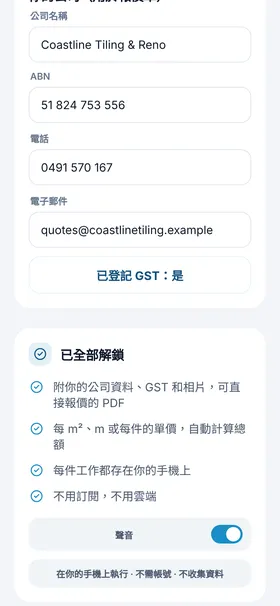 公司名稱
Coastline Tiling & Reno
ABN
51 824 753 556
電話
0491 570 167
電子郵件
quotes@coastlinetiling.example
已登記 GST：是
已全部解鎖
附你的公司資料、GST 和相片，可直
接報價的 PDF
每 m²、m 或每件的單價，自動計算總
額
每件工作都存在你的手機上
不用訂閱，不用雲端
聲音
在你的手機上執行 · 不需帳號 · 不收集資料